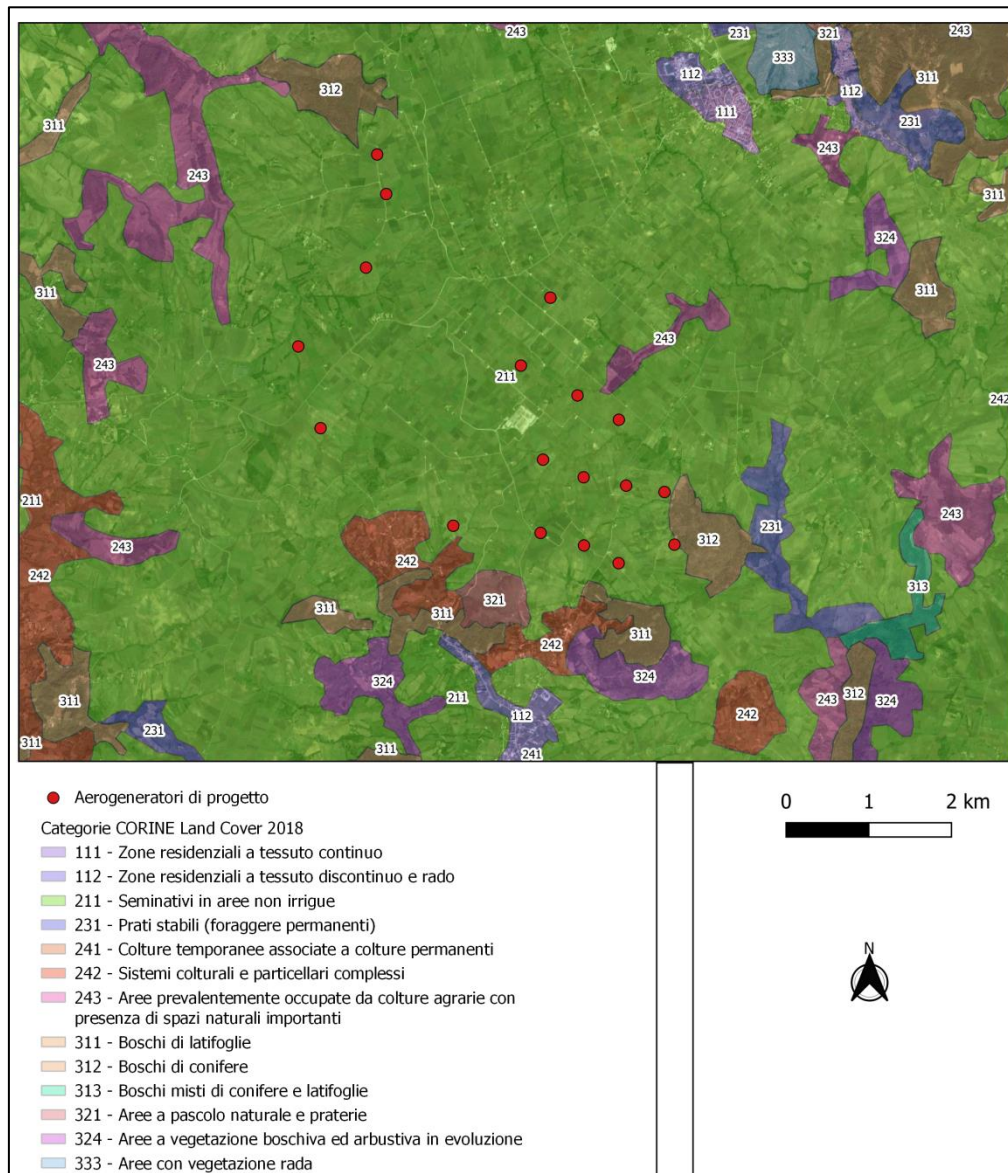 243
231
321
243
333
312
112
311
112
111
231
311
243
243
311
324
311
311
243
243
211
242
211
243
231
312
243
242
242
313
321
311
311
311
242
324
324
312
243
324
311
211
242
112
231
311
311
241
Aerogeneratori di progetto
Categorie CORINE Land Cover 2018
111 - Zone residenziali a tessuto continuo
112 - Zone residenziali a tessuto discontinuo e rado
211 - Seminativi in aree non irrigue
231 - Prati stabili (foraggere permanenti)
241 - Colture temporanee associate a colture permanenti
242 - Sistemi colturali e particellari complessi
243 - Aree prevalentemente occupate da colture agrarie con
presenza di spazi naturali importanti
311 - Boschi di latifoglie
312 - Boschi di conifere
313 - Boschi misti di conifere e latifoglie
321 - Aree a pascolo naturale e praterie
324 - Aree a vegetazione boschiva ed arbustiva in evoluzione
333 - Aree con vegetazione rada
0 1 2 km
N